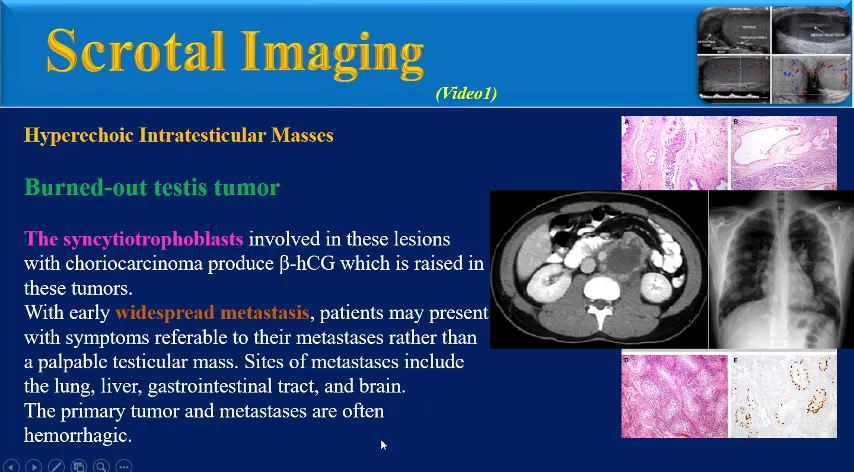 Scrotal Imaging
(Video1)
Hyperechoic Intratesticular Masses
Burned-out testis tumor
The syncytiotrophoblasts involved in these lesions
with choriocarcinoma produce β-hCG which is raised in
these tumors.
With early widespread metastasis, patients may present
with symptoms referable to their metastases rather than
a palpable testicular mass. Sites of metastases include
the lung, liver, gastrointestinal tract, and brain.
The primary tumor and metastases are often
hemorrhagic.
A
B
D
E